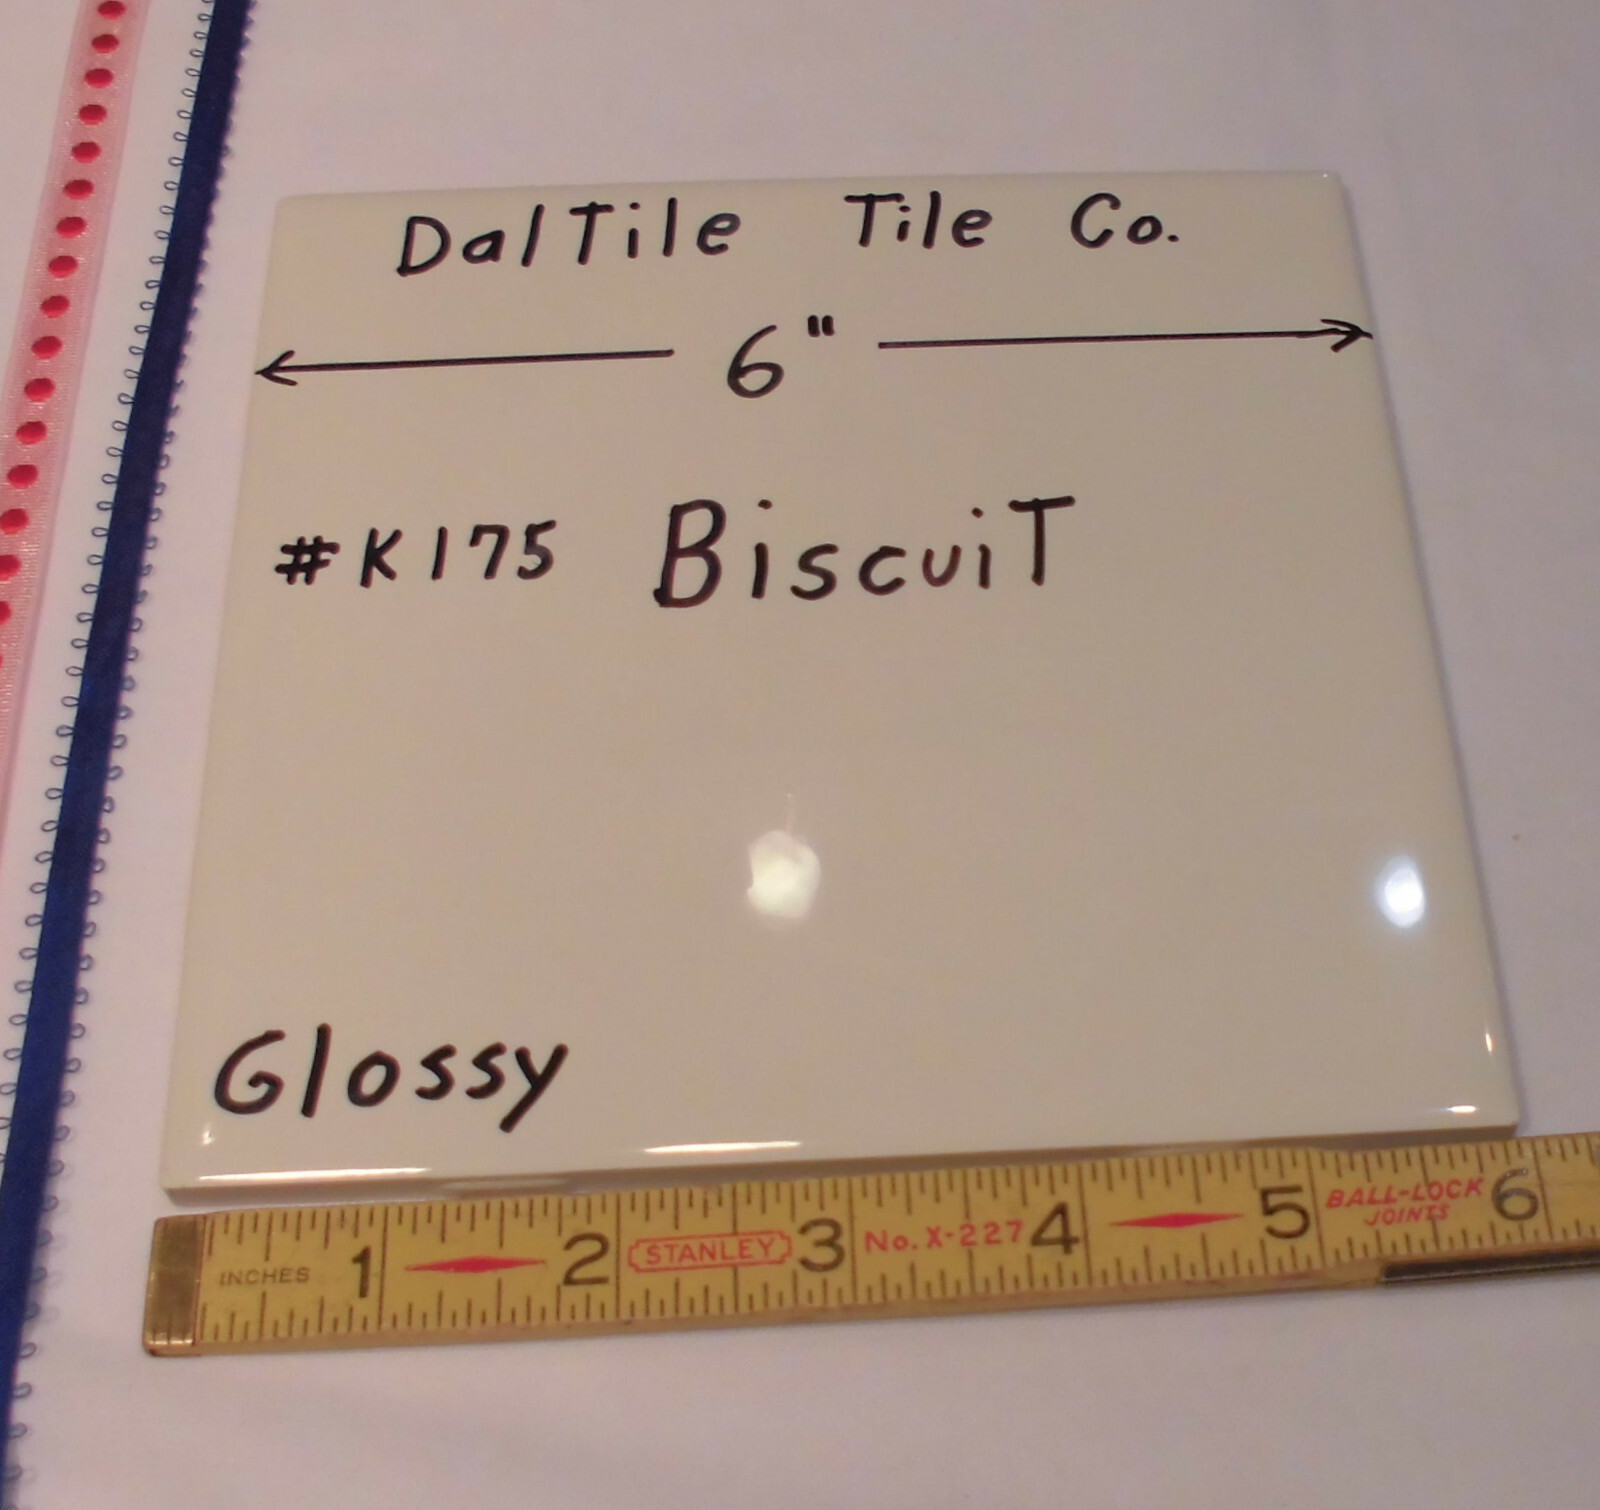 DalTile Tile Co.
6"
#K175 BiscuiT
Glossy
INCHES 1 2 STANLEY 3 No. X-227 4 5 BALL-LOCK JOINTS 6